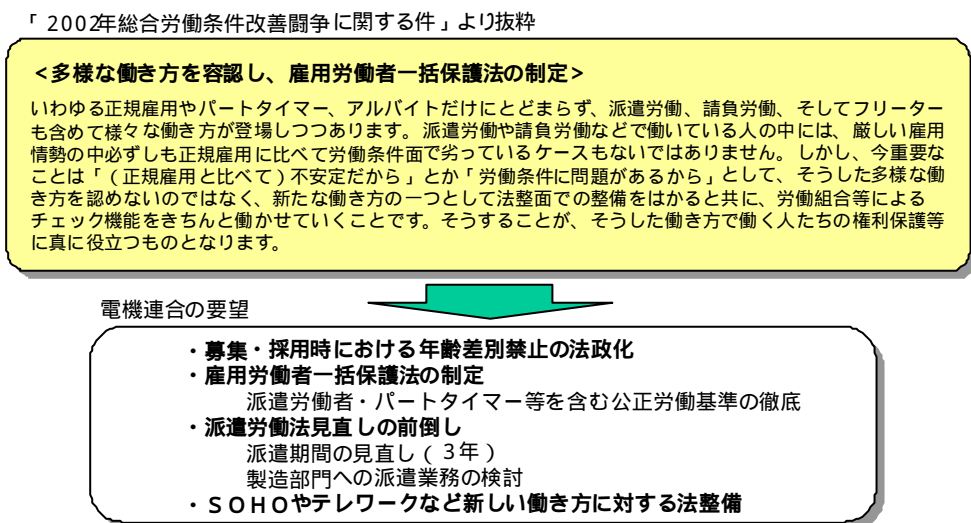 「2002年総合労働条件改善闘争に関する件」より抜粋
<多様な働き方を容認し、雇用労働者一括保護法の制定>
いわゆる正規雇用やパートタイマー、アルバイトだけにとどまらず、派遣労働、請負労働、そしてフリーター
も含めて様々な働き方が登場しつつあります。派遣労働や請負労働などで働いている人の中には、厳しい雇用
情勢の中必ずしも正規雇用に比べて労働条件面で劣っているケースもないではありません。しかし、今重要な
ことは「（正規雇用と比べて）不安定だから」とか「労働条件に問題があるから」として、そうした多様な働
き方を認めないのではなく、新たな働き方の一つとして法整面での整備をはかると共に、労働組合等による
チェック機能をきちんと働かせていくことです。そうすることが、そうした働き方で働く人たちの権利保護等
に真に役立つものとなります。
電機連合の要望
・募集・採用時における年齢差別禁止の法政化
・雇用労働者一括保護法の制定
派遣労働者・パートタイマー等を含む公正労働基準の徹底
・派遣労働法見直しの前倒し
派遣期間の見直し（３年）
製造部門への派遣業務の検討
・ＳＯＨＯやテレワークなど新しい働き方に対する法整備